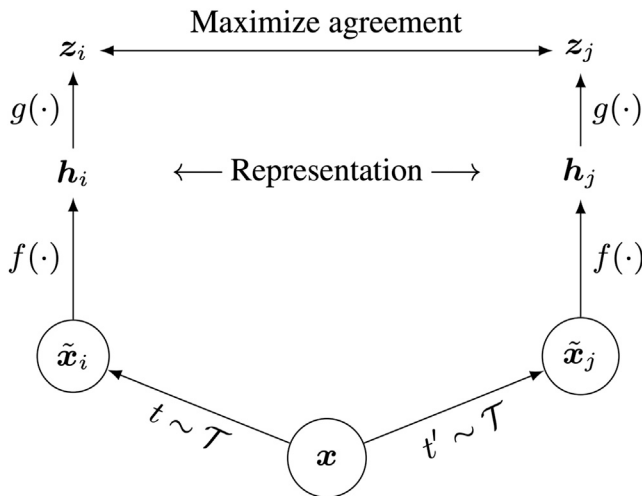 Maximize agreement
z_i z_j
g(·) g(·)
h_i ← Representation → h_j
f(·) f(·)
x̃_i x̃_j
t ∼ 𝒯 t′ ∼ 𝒯
x